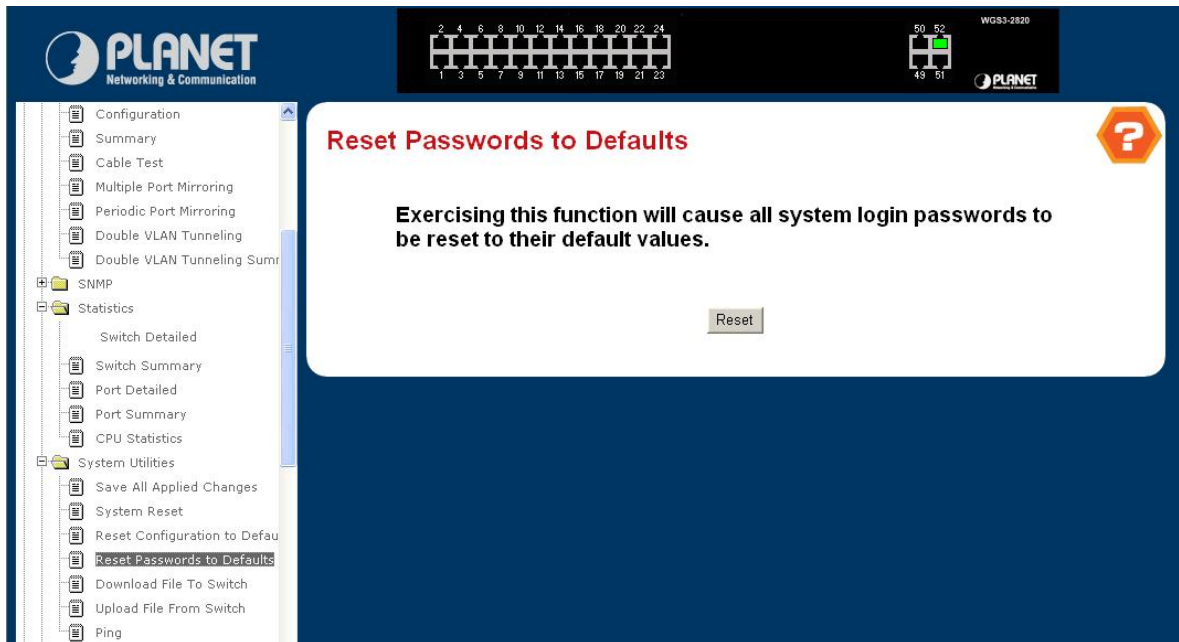 PLANET
Networking & Communication
2 4 6 8 10 12 14 16 18 20 22 24
1 3 5 7 9 11 13 15 17 19 21 23
50 52
49 51
WGS3-2820
PLANET
Configuration
Summary
Cable Test
Multiple Port Mirroring
Periodic Port Mirroring
Double VLAN Tunneling
Double VLAN Tunneling Sum
SNMP
Statistics
Switch Detailed
Switch Summary
Port Detailed
Port Summary
CPU Statistics
System Utilities
Save All Applied Changes
System Reset
Reset Configuration to Defau
Reset Passwords to Defaults
Download File To Switch
Upload File From Switch
Ping
Reset Passwords to Defaults
?
Exercising this function will cause all system login passwords to
be reset to their default values.
Reset